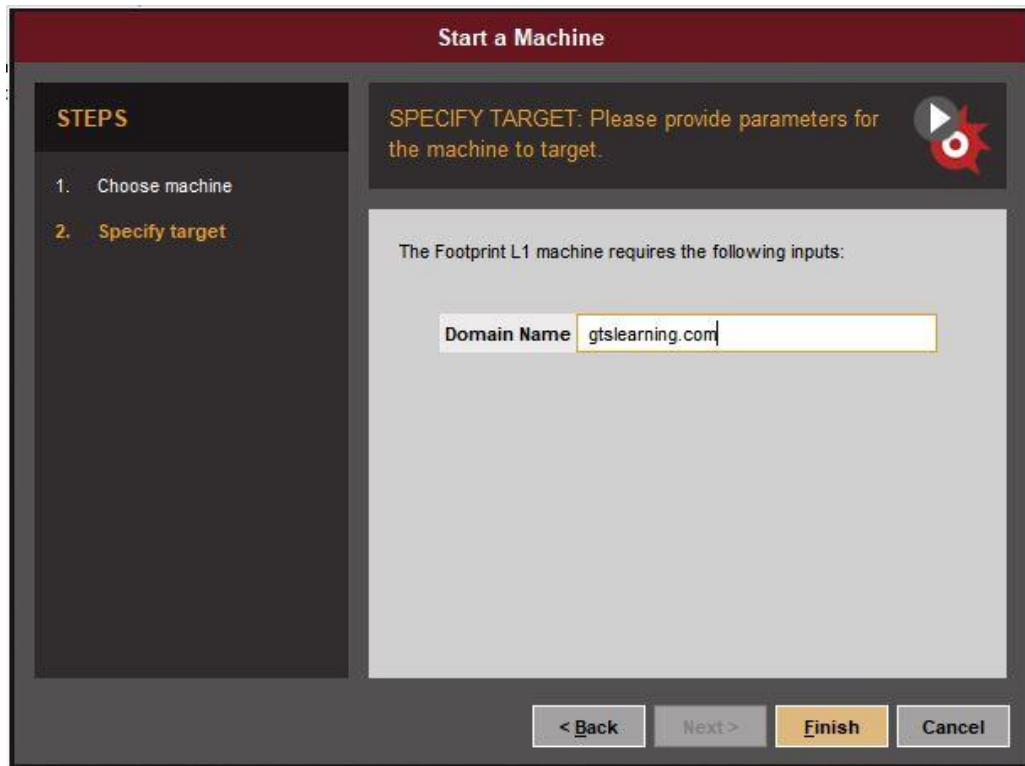 Start a Machine
STEPS
1. Choose machine
2. Specify target
SPECIFY TARGET: Please provide parameters for
the machine to target.
The Footprint L1 machine requires the following inputs:
Domain Name gtslearning.com
< Back Next > Finish Cancel